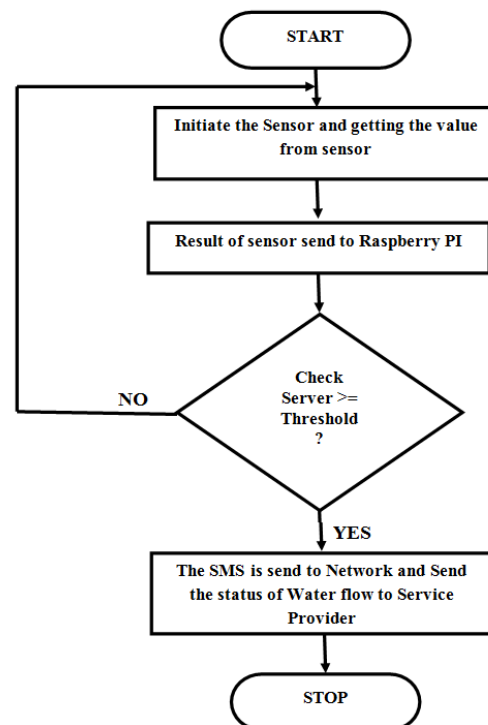 START
Initiate the Sensor and getting the value
from sensor
Result of sensor send to Raspberry PI
Check
Server >=
Threshold
?
NO
YES
The SMS is send to Network and Send
the status of Water flow to Service
Provider
STOP